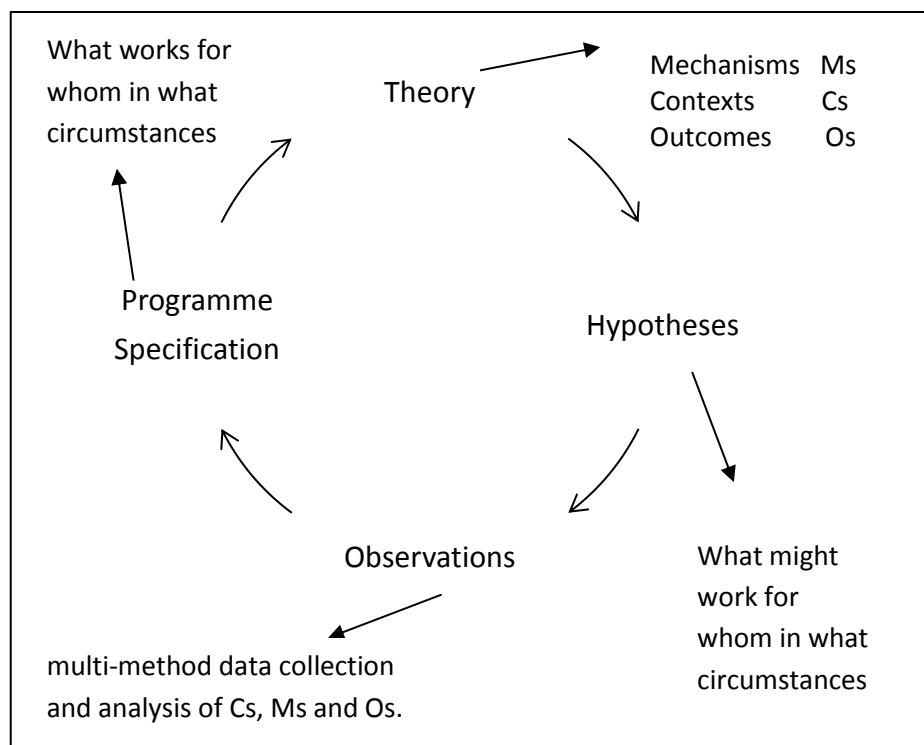 What works for
whom in what
circumstances
Theory
Mechanisms Ms
Contexts Cs
Outcomes Os
Programme
Specification
Hypotheses
Observations
What might
work for
whom in what
circumstances
multi-method data collection
and analysis of Cs, Ms and Os.